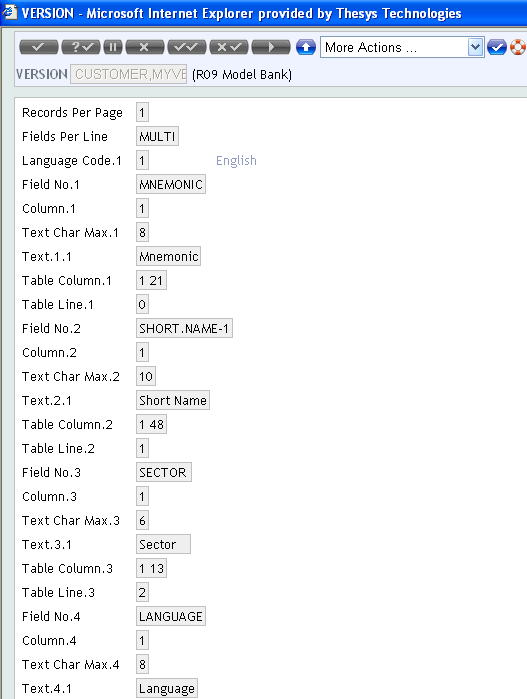 VERSION - Microsoft Internet Explorer provided by Thesys Technologies
More Actions ...
VERSION CUSTOMER,MYVE (R09 Model Bank)
Records Per Page 1
Fields Per Line MULTI
Language Code.1 1 English
Field No.1 MNEMONIC
Column.1 1
Text Char Max.1 8
Text.1.1 Mnemonic
Table Column.1 1 21
Table Line.1 0
Field No.2 SHORT.NAME-1
Column.2 1
Text Char Max.2 10
Text.2.1 Short Name
Table Column.2 1 48
Table Line.2 1
Field No.3 SECTOR
Column.3 1
Text Char Max.3 6
Text.3.1 Sector
Table Column.3 1 13
Table Line.3 2
Field No.4 LANGUAGE
Column.4 1
Text Char Max.4 8
Text.4.1 Language